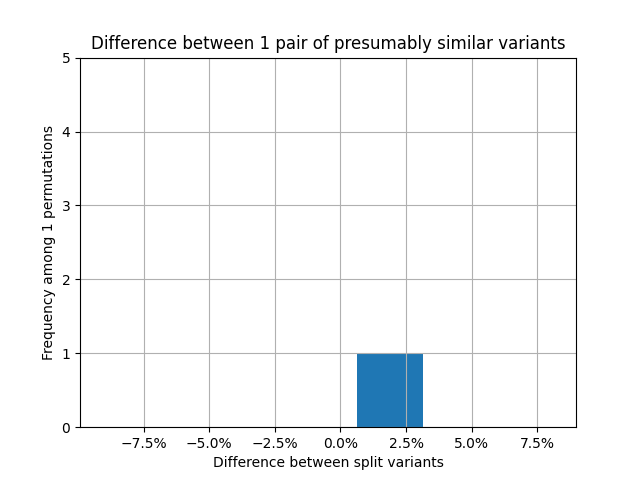 Difference between 1 pair of presumably similar variants
5
4
3
2
1
0
Frequency among 1 permutations
−7.5% −5.0% −2.5% 0.0% 2.5% 5.0% 7.5%
Difference between split variants